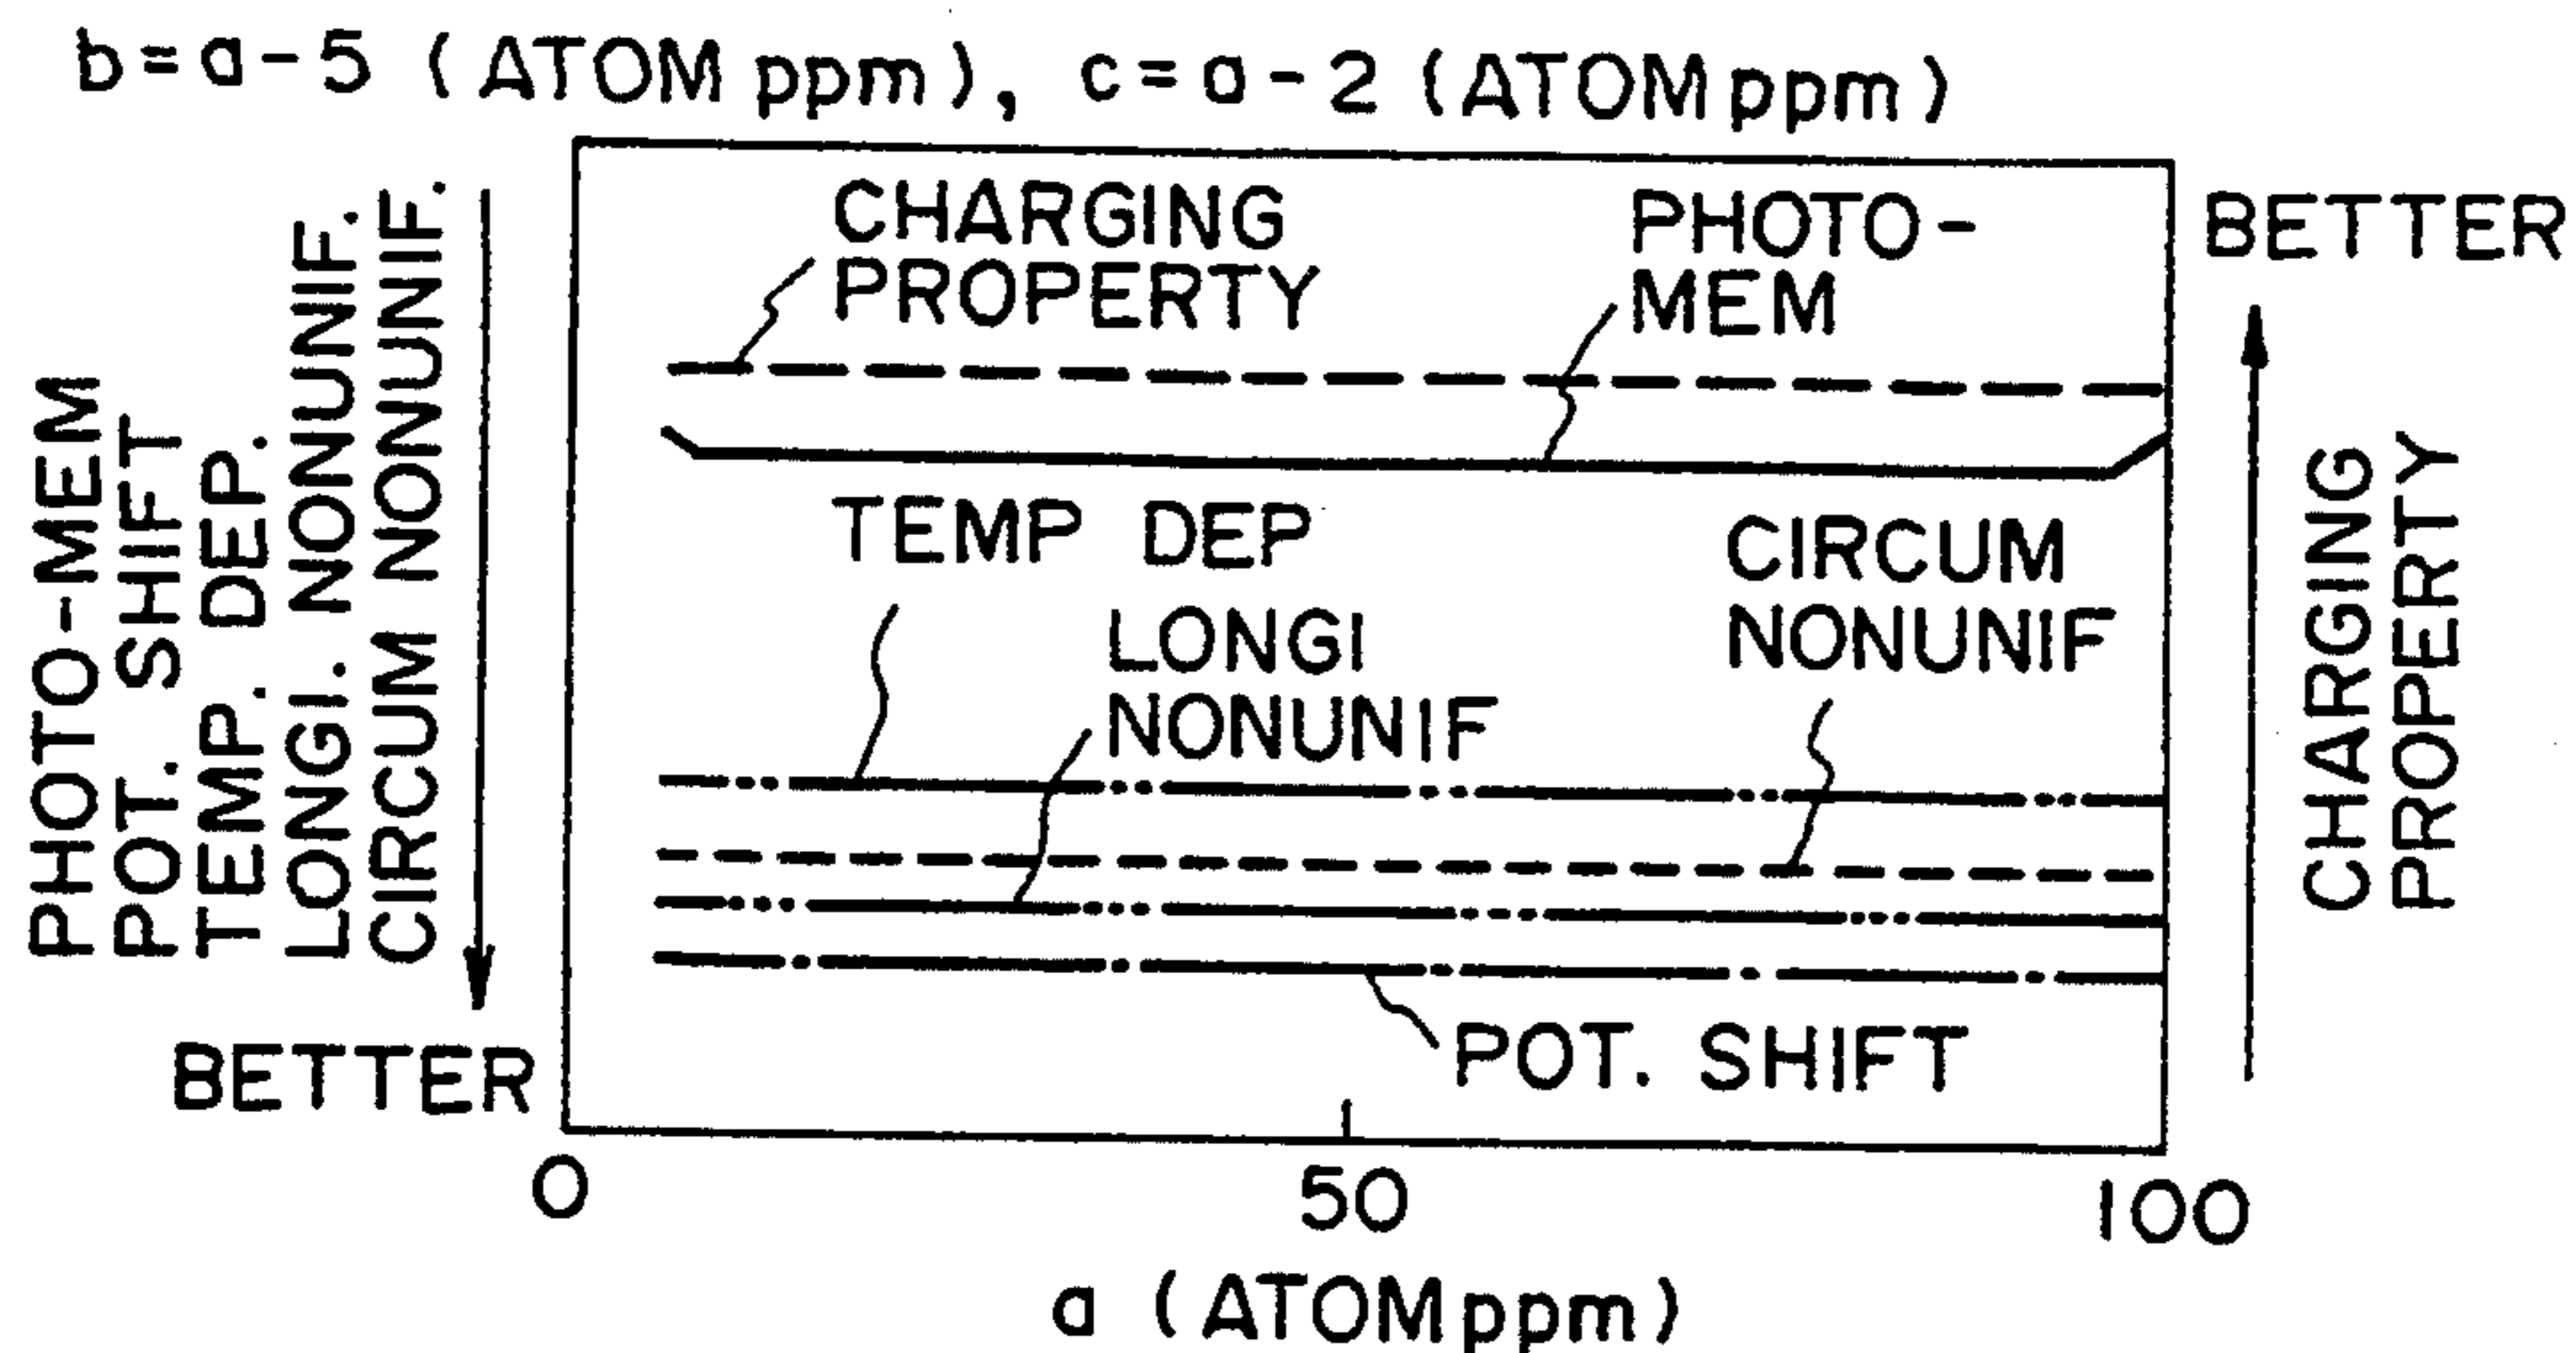 b=a-5 (ATOM ppm), c=a-2 (ATOM ppm)
PHOTO-MEM
POT. SHIFT
TEMP. DEP.
LONGI. NONUNIF.
CIRCUM NONUNIF.
BETTER
CHARGING
PROPERTY
PHOTO-
MEM
TEMP DEP
LONGI
NONUNIF
CIRCUM
NONUNIF
POT. SHIFT
BETTER
CHARGING
PROPERTY
0
50
100
a (ATOM ppm)